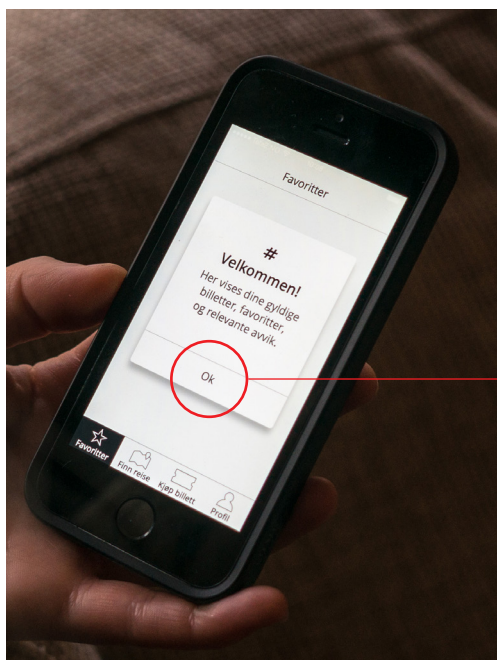 Favoritter
#
Velkommen!
Her vises dine gyldige
billetter, favoritter,
og relevante avvik.
Ok
Favoritter
Finn reise
Kjøp billett
Profil